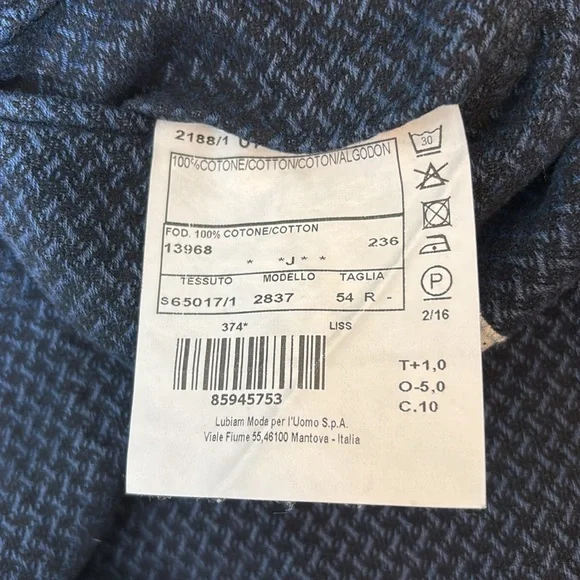 2188/1
30
100%COTONE/COTTON/COTON/ALGODON
FOD. 100% COTONE/COTTON
13968 236
* *J* *
TESSUTO MODELLO TAGLIA
S65017/1 2837 54 R -
P
374* LISS
2/16
85945753
T+1,0
O-5,0
C.10
Lubiam Moda per l'Uomo S.p.A.
Viale Fiume 55,46100 Mantova - Italia